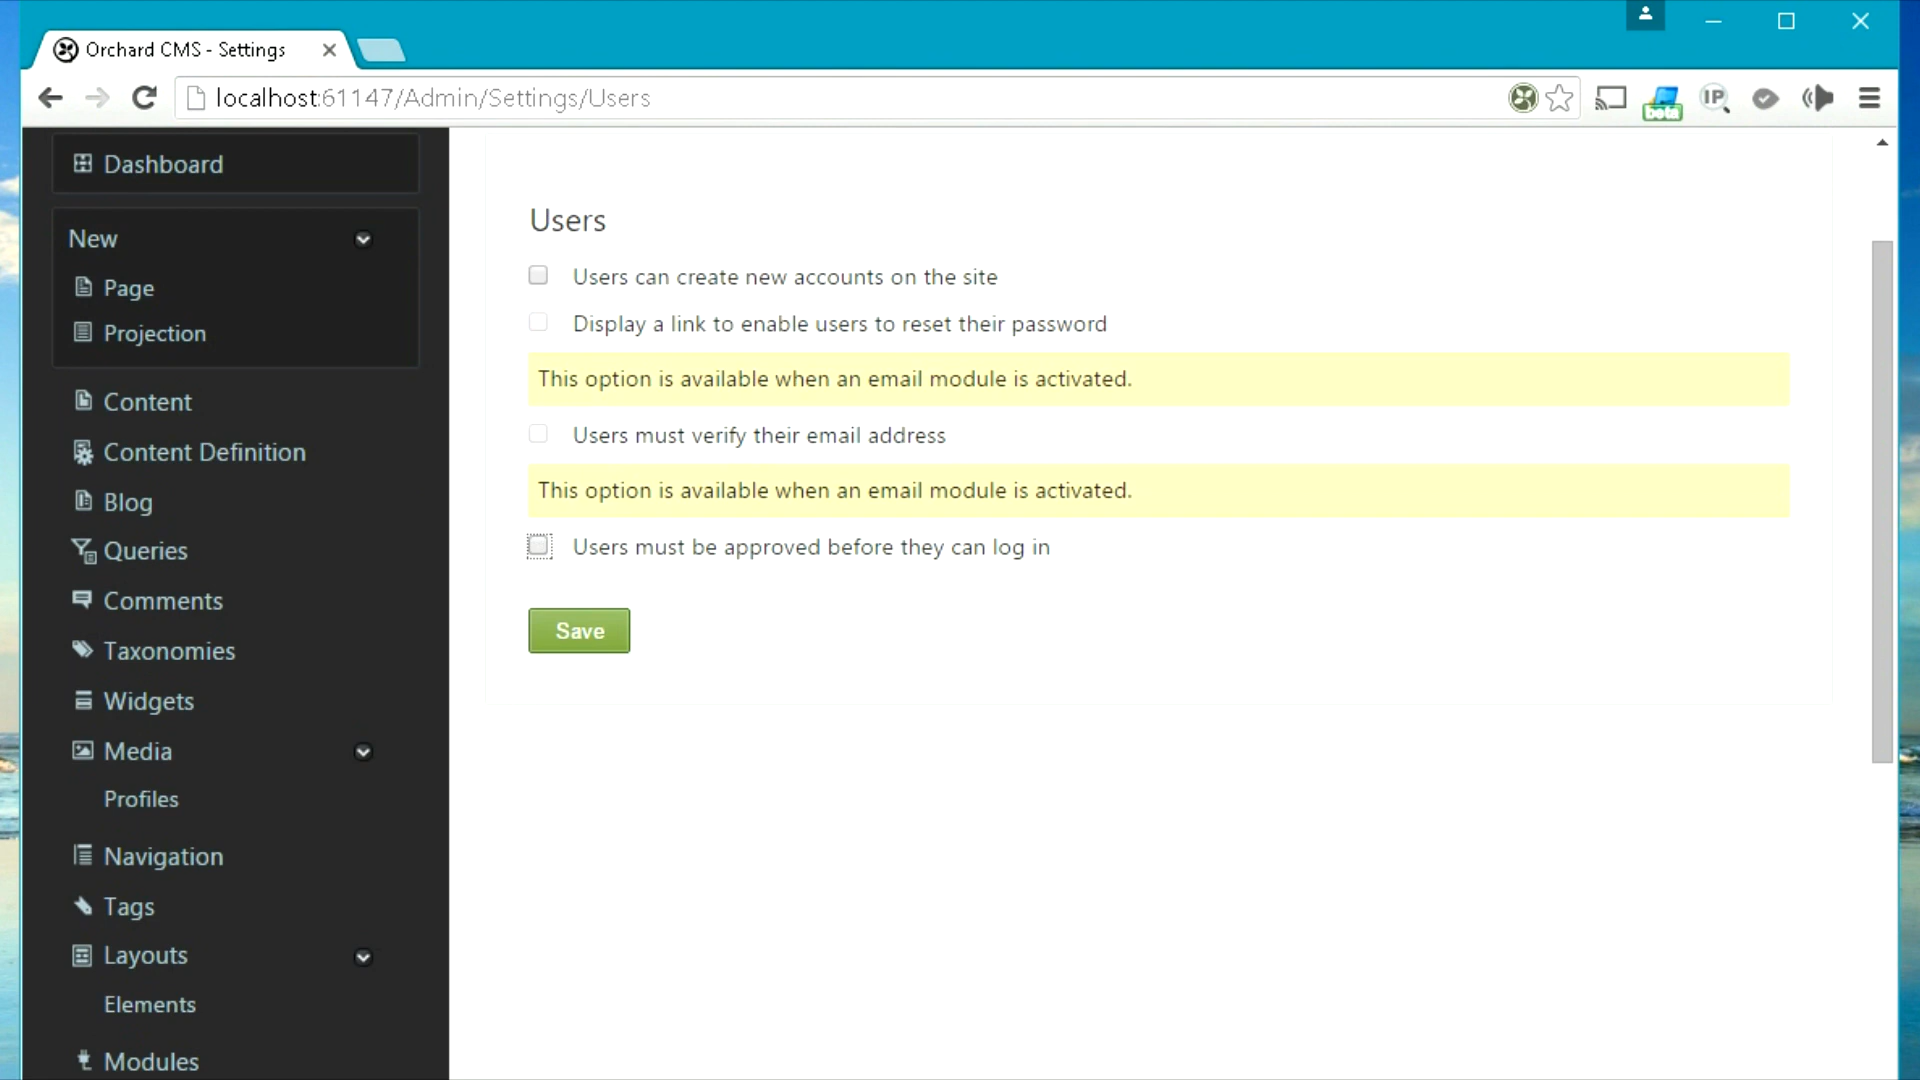 Orchard CMS - Settings
localhost:61147/Admin/Settings/Users
beta
IP
Dashboard
New
Page
Projection
Content
Content Definition
Blog
Queries
Comments
Taxonomies
Widgets
Media
Profiles
Navigation
Tags
Layouts
Elements
Modules
Users
Users can create new accounts on the site
Display a link to enable users to reset their password
This option is available when an email module is activated.
Users must verify their email address
This option is available when an email module is activated.
Users must be approved before they can log in
Save